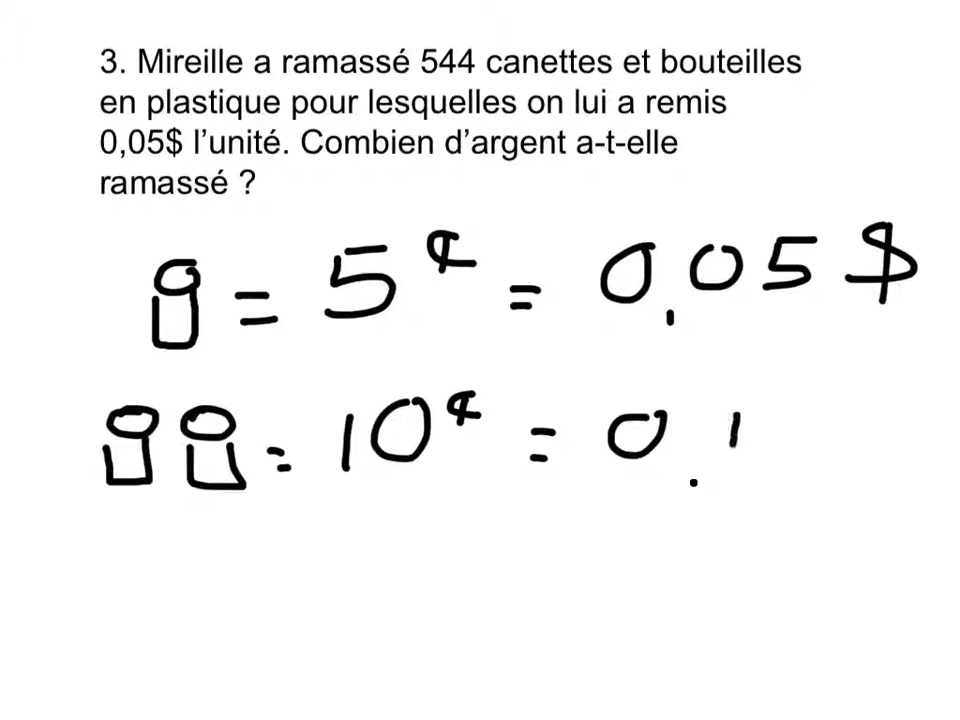 3. Mireille a ramassé 544 canettes et bouteilles
en plastique pour lesquelles on lui a remis
0,05$ l'unité. Combien d'argent a-t-elle
ramassé ?
= 5¢ = 0,05 $
= 10¢ = 0.1